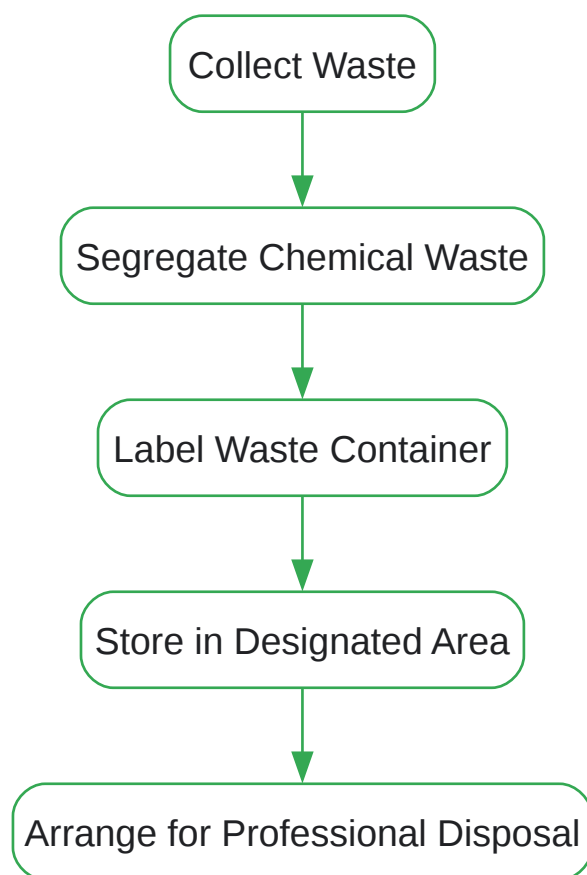 Collect Waste
Segregate Chemical Waste
Label Waste Container
Store in Designated Area
Arrange for Professional Disposal